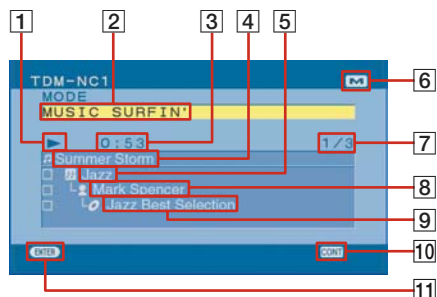 1 2 3 4 5
TDM-NC1
M 6
MODE
MUSIC SURFIN'
0:53 1/3 7
Summer Storm
Jazz
Mark Spencer 8
Jazz Best Selection
9
ENTER CONT 10
11